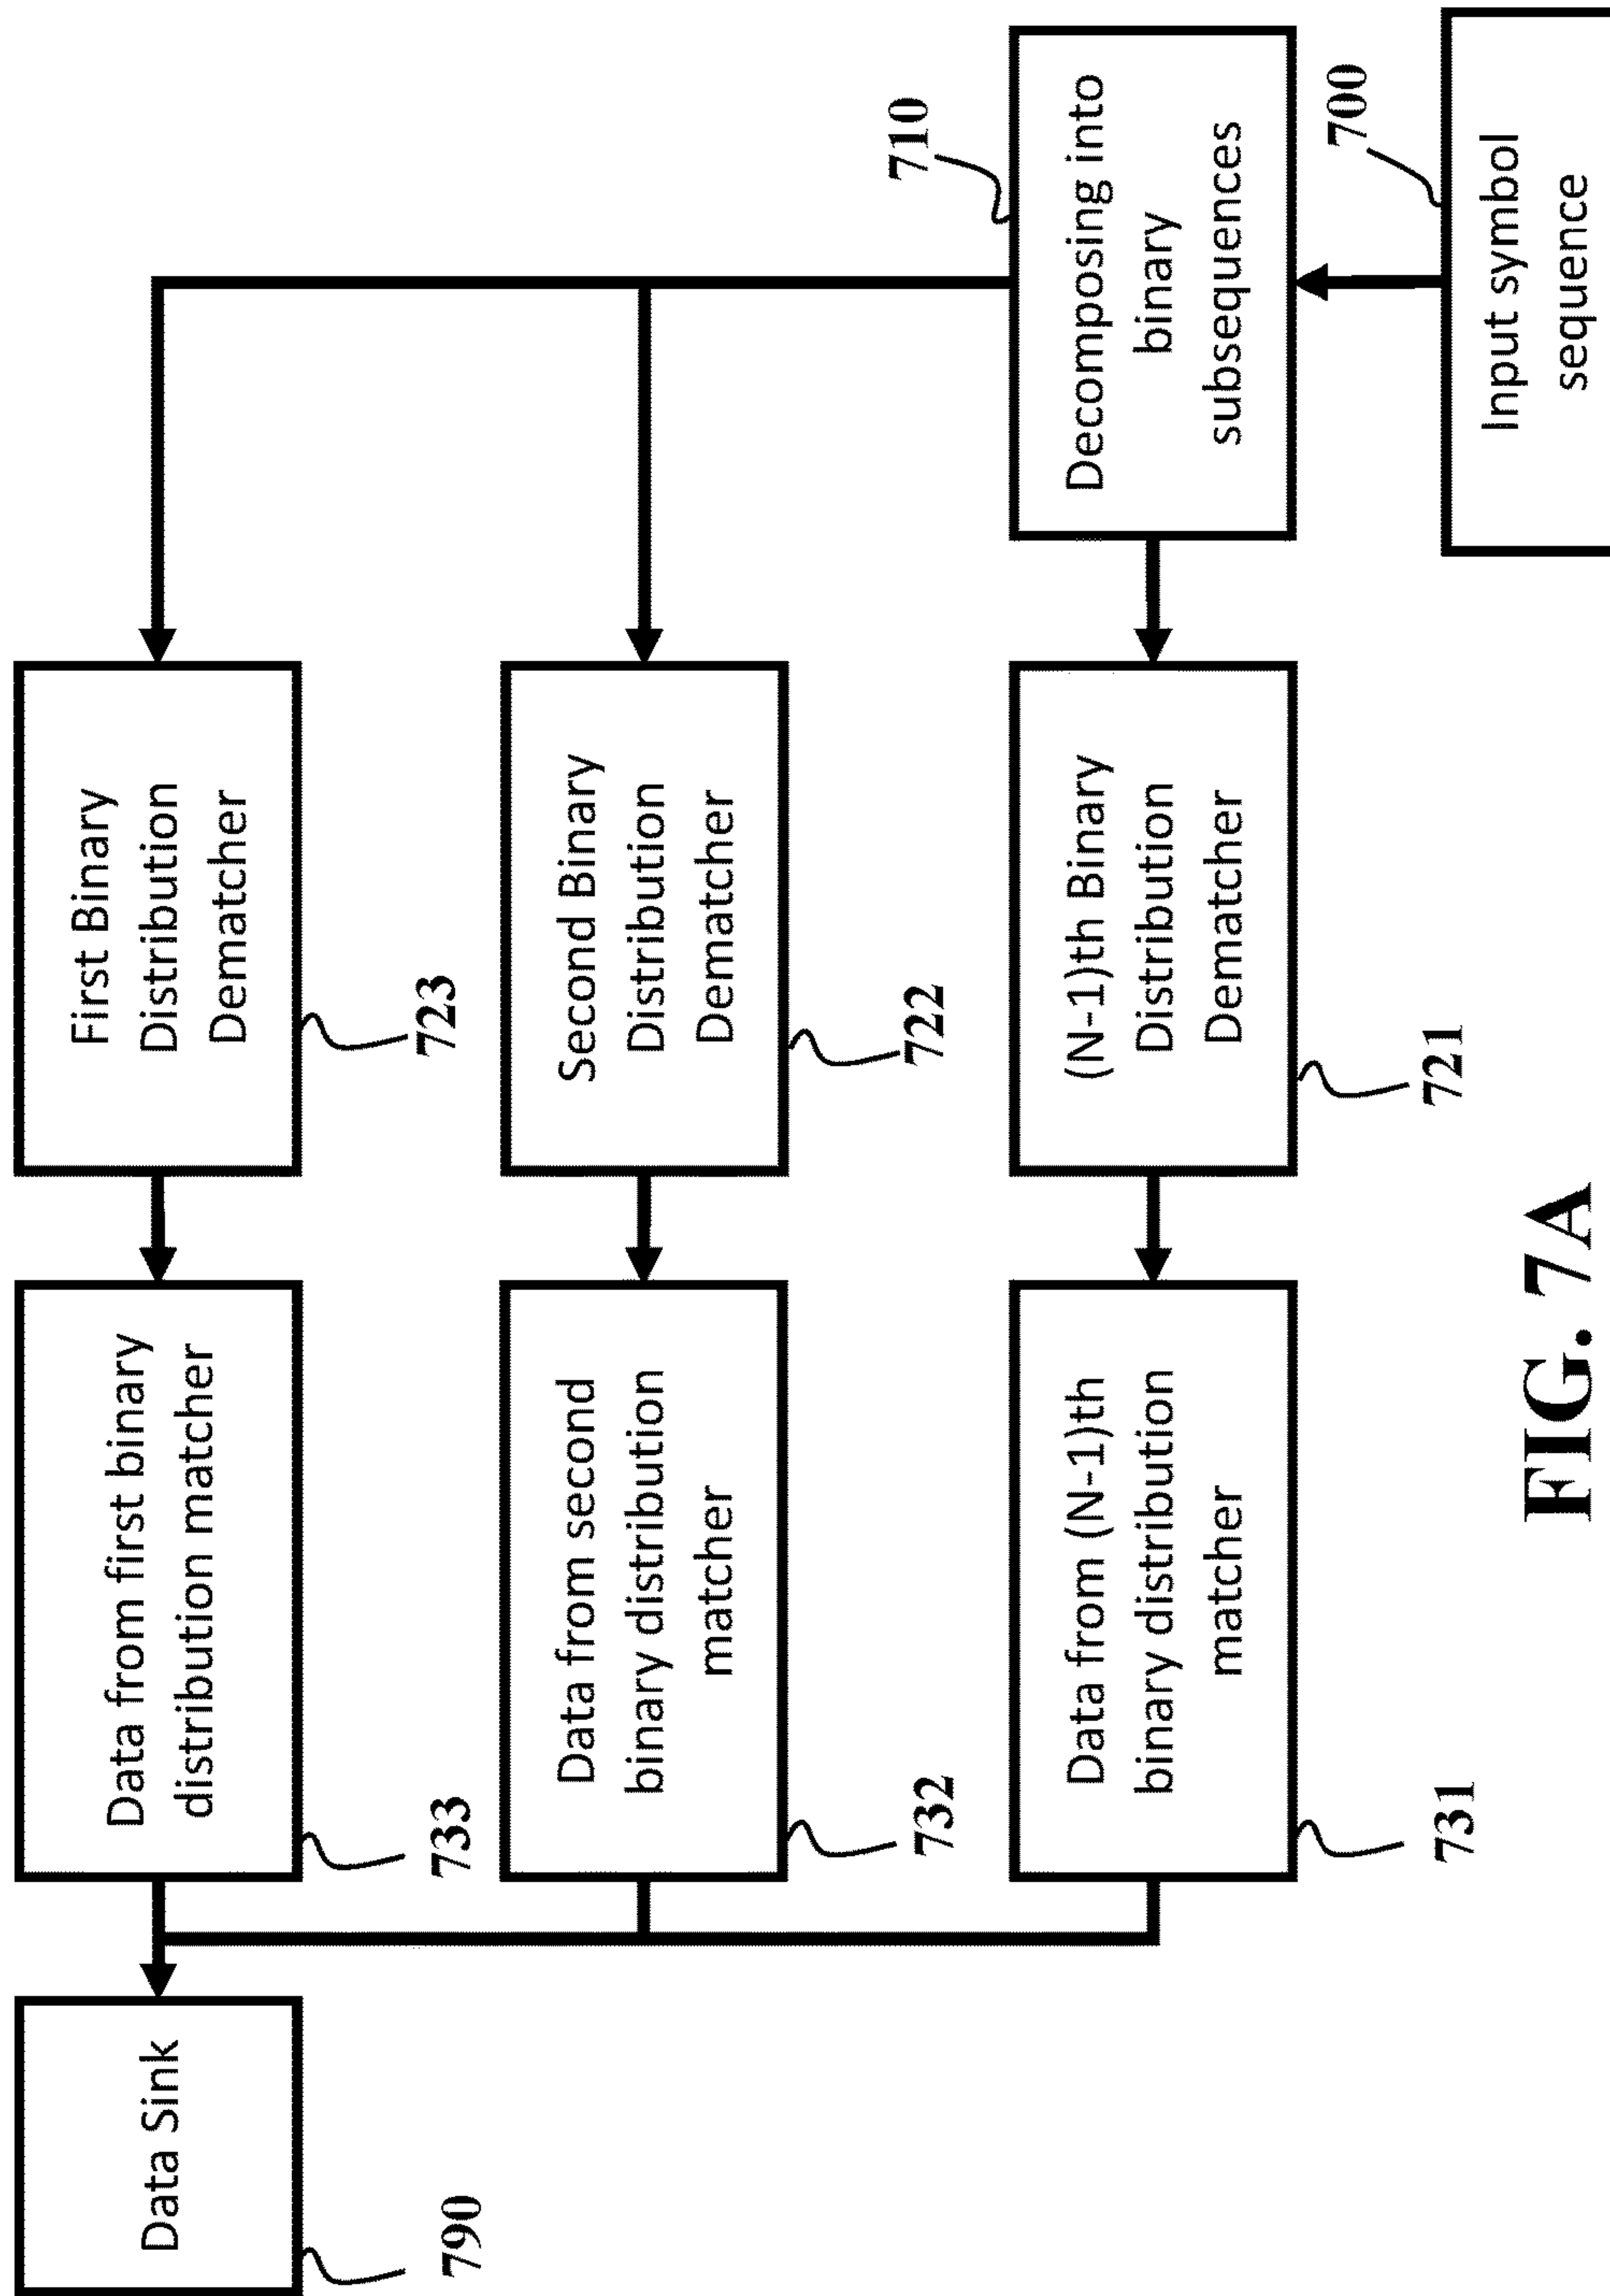 Data Sink
790
Data from first binary
distribution matcher
733
First Binary
Distribution
Dematcher
723
Data from second
binary distribution
matcher
732
Second Binary
Distribution
Dematcher
722
Data from (N-1)th
binary distribution
matcher
731
(N-1)th Binary
Distribution
Dematcher
721
710
Decomposing into
binary
subsequences
700
Input symbol
sequence
FIG. 7A